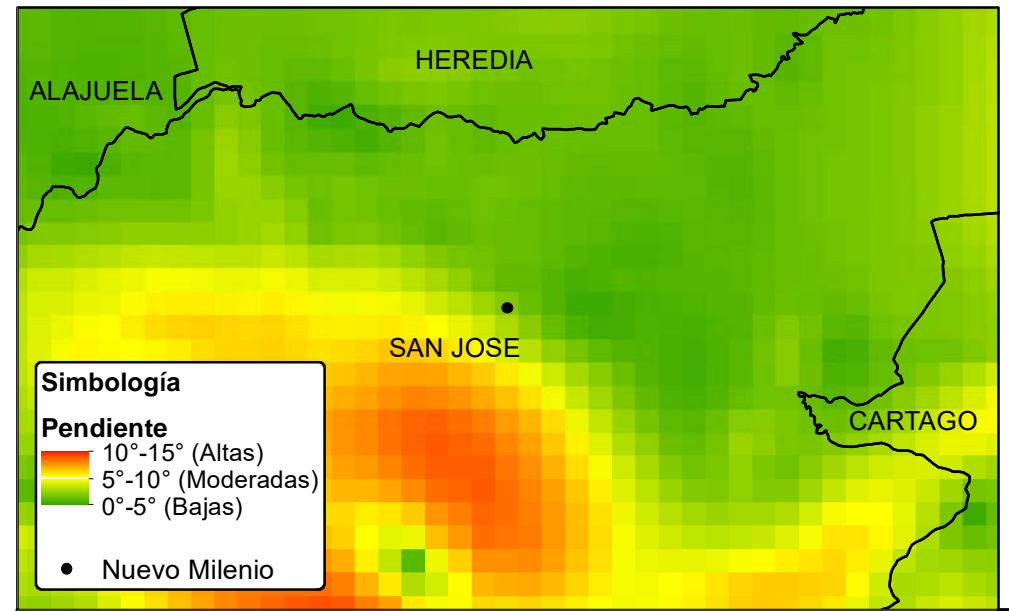 HEREDIA
ALAJUELA
SAN JOSE
CARTAGO
Simbología
Pendiente
10°-15° (Altas)
5°-10° (Moderadas)
0°-5° (Bajas)
Nuevo Milenio